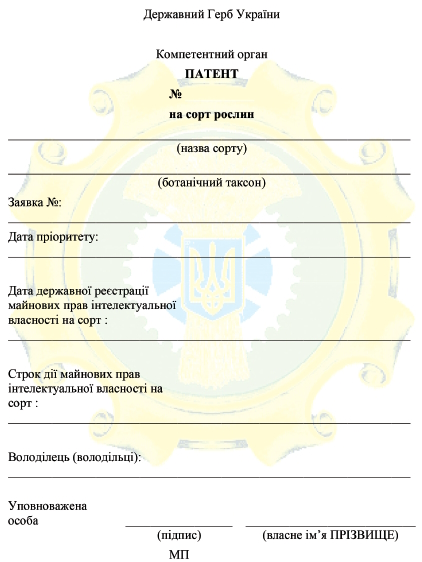 Державний Герб України
Компетентний орган
ПАТЕНТ
№
на сорт рослин
(назва сорту)
(ботанічний таксон)
Заявка №:
Дата пріоритету:
Дата державної реєстрації
майнових прав інтелектуальної
власності на сорт :
Строк дії майнових прав
інтелектуальної власності на
сорт :
Володілець (володільці):
Уповноважена
особа
(підпис) (власне ім’я ПРІЗВИЩЕ)
МП